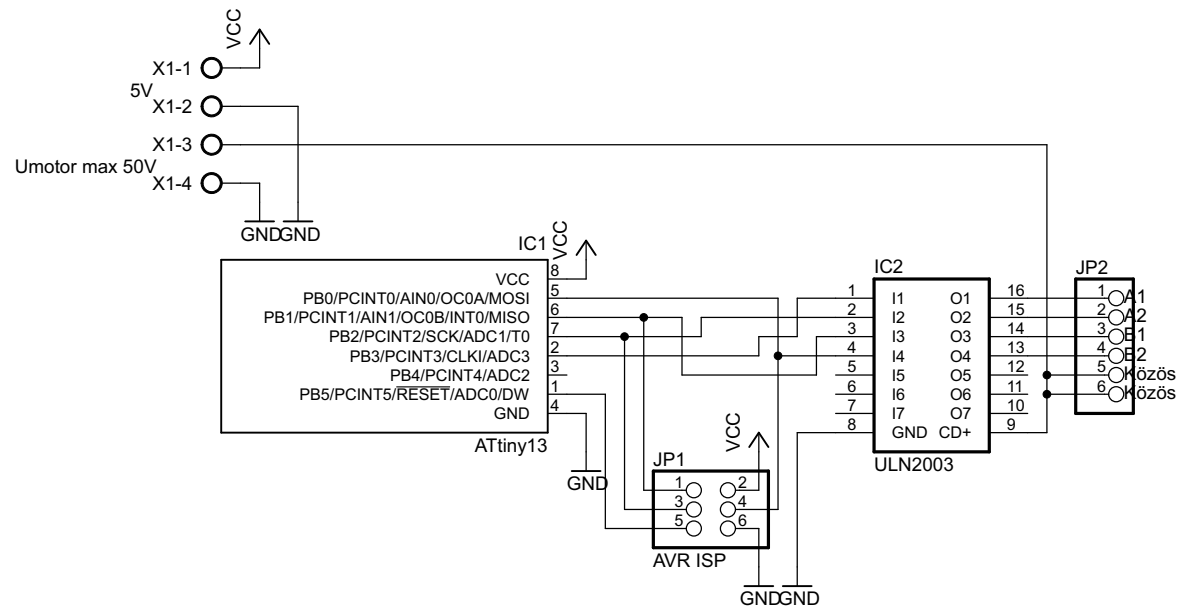 VCC
X1-1
5V
X1-2
X1-3
Umotor max 50V
X1-4
GND
GND
IC1
VCC
VCC 8
PB0/PCINT0/AIN0/OC0A/MOSI 5
PB1/PCINT1/AIN1/OC0B/INT0/MISO 6
PB2/PCINT2/SCK/ADC1/T0 7
PB3/PCINT3/CLKI/ADC3 2
PB4/PCINT4/ADC2 3
PB5/PCINT5/RESET/ADC0/DW 1
GND 4
ATtiny13
GND
IC2
1 I1 O1 16
2 I2 O2 15
3 I3 O3 14
4 I4 O4 13
5 I5 O5 12
6 I6 O6 11
7 I7 O7 10
8 GND CD+ 9
ULN2003
JP2
1 A1
2 A2
3 B1
4 B2
5 Közös
6 Közös
VCC
JP1
1 2
3 4
5 6
AVR ISP
GND
GND